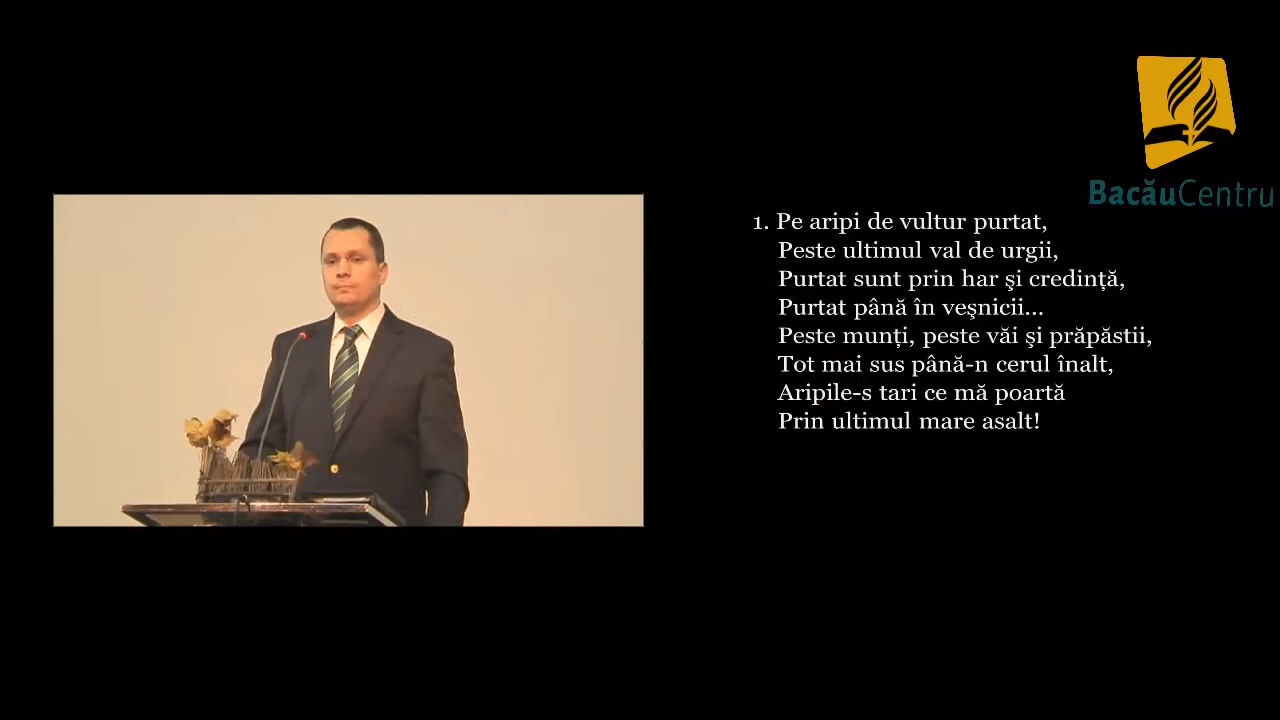 BacăuCentru
1. Pe aripi de vultur purtat,
Peste ultimul val de urgii,
Purtat sunt prin har şi credință,
Purtat până în veşnicii...
Peste munți, peste văi şi prăpăstii,
Tot mai sus până-n cerul înalt,
Aripile-s tari ce mă poartă
Prin ultimul mare asalt!